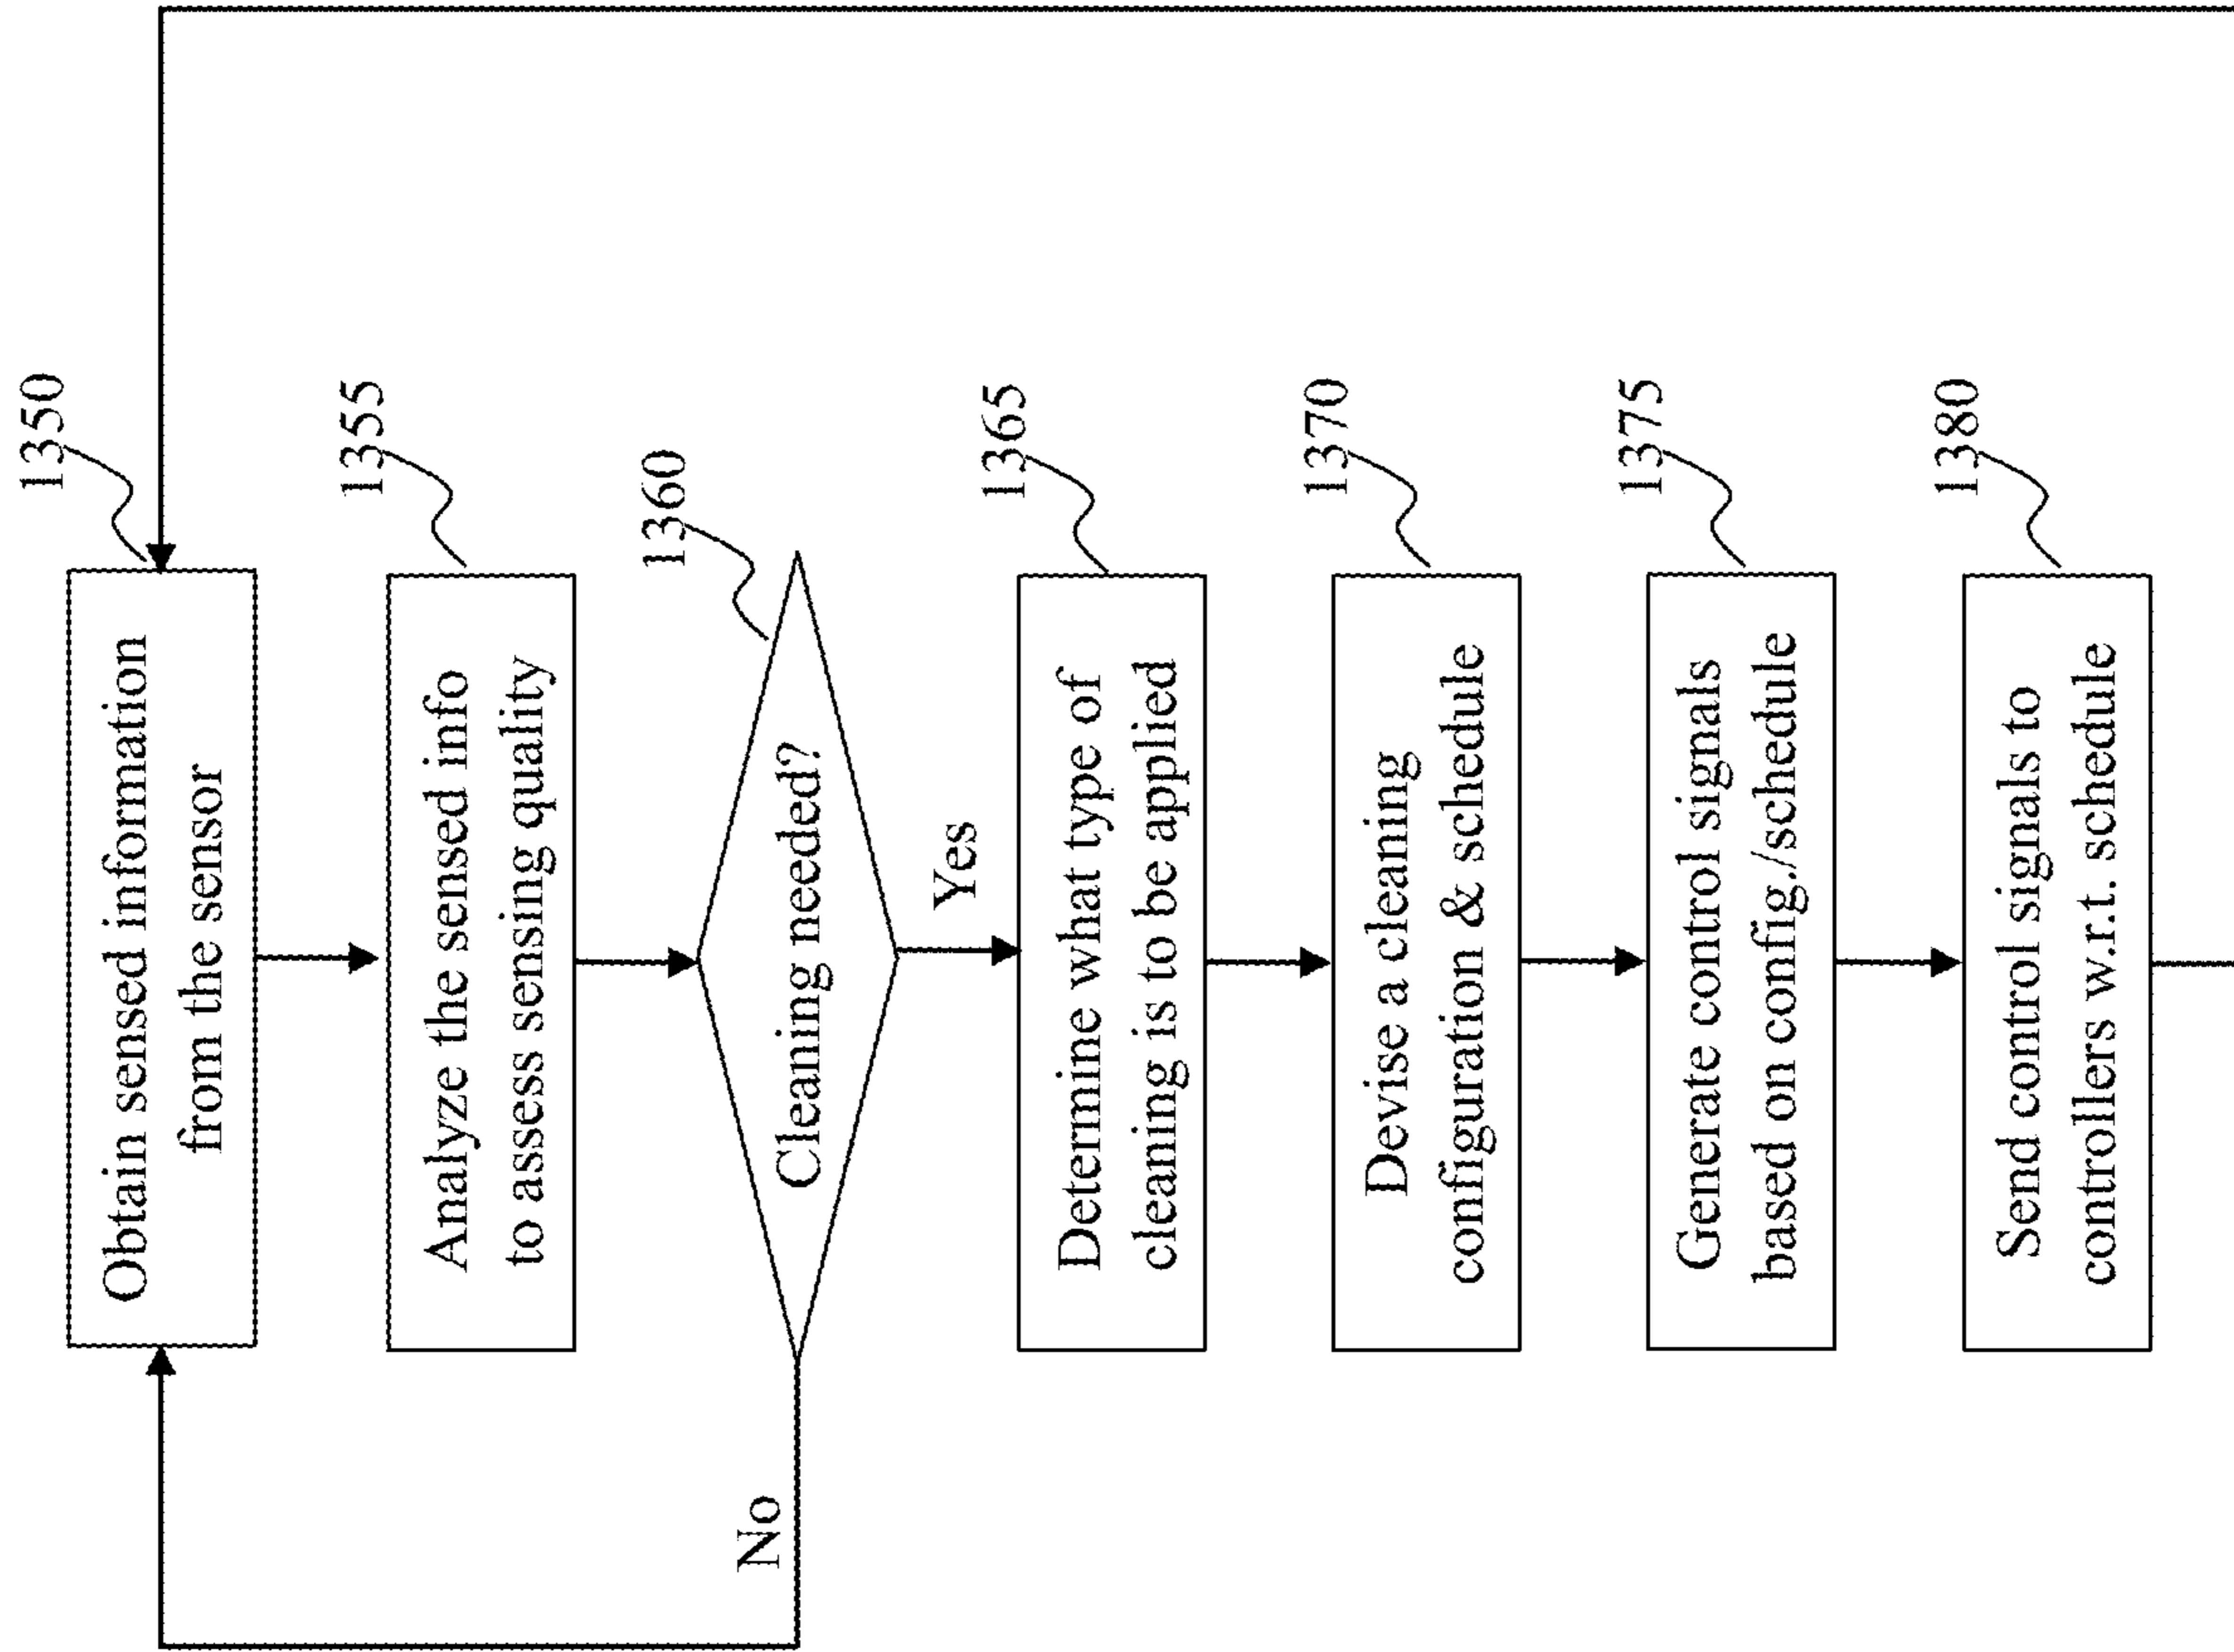 1350
Obtain sensed information
from the sensor
1355
Analyze the sensed info
to assess sensing quality
1360
Cleaning needed?
No
Yes
1365
Determine what type of
cleaning is to be applied
1370
Devise a cleaning
configuration & schedule
1375
Generate control signals
based on config./schedule
1380
Send control signals to
controllers w.r.t. schedule